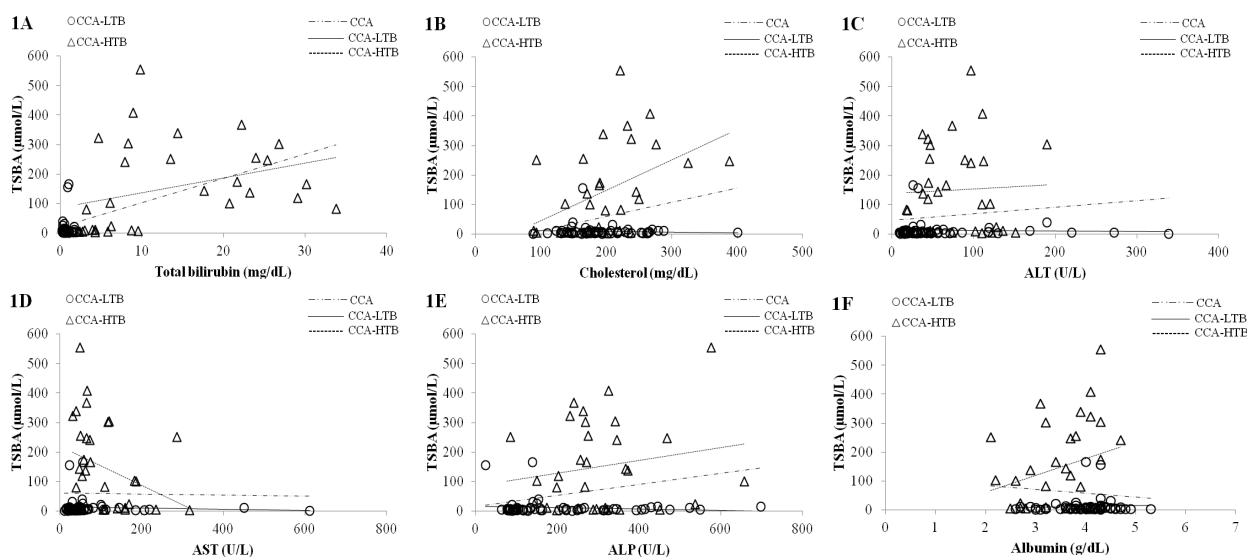 1A
CCA-LTB
CCA-HTB
CCA
CCA-LTB
CCA-HTB
TSBA (µmol/L)
600
500
400
300
200
100
0
0 10 20 30 40
Total bilirubin (mg/dL)
1B
CCA-LTB
CCA-HTB
CCA
CCA-LTB
CCA-HTB
TSBA (µmol/L)
600
500
400
300
200
100
0
0 100 200 300 400 500
Cholesterol (mg/dL)
1C
CCA-LTB
CCA-HTB
CCA
CCA-LTB
CCA-HTB
TSBA (µmol/L)
600
500
400
300
200
100
0
0 100 200 300 400
ALT (U/L)
1D
CCA-LTB
CCA-HTB
CCA
CCA-LTB
CCA-HTB
TSBA (µmol/L)
600
500
400
300
200
100
0
0 200 400 600 800
AST (U/L)
1E
CCA-LTB
CCA-HTB
CCA
CCA-LTB
CCA-HTB
TSBA (µmol/L)
600
500
400
300
200
100
0
0 200 400 600 800
ALP (U/L)
1F
CCA-LTB
CCA-HTB
CCA
CCA-LTB
CCA-HTB
TSBA (µmol/L)
600
500
400
300
200
100
0
0 1 2 3 4 5 6 7
Albumin (g/dL)